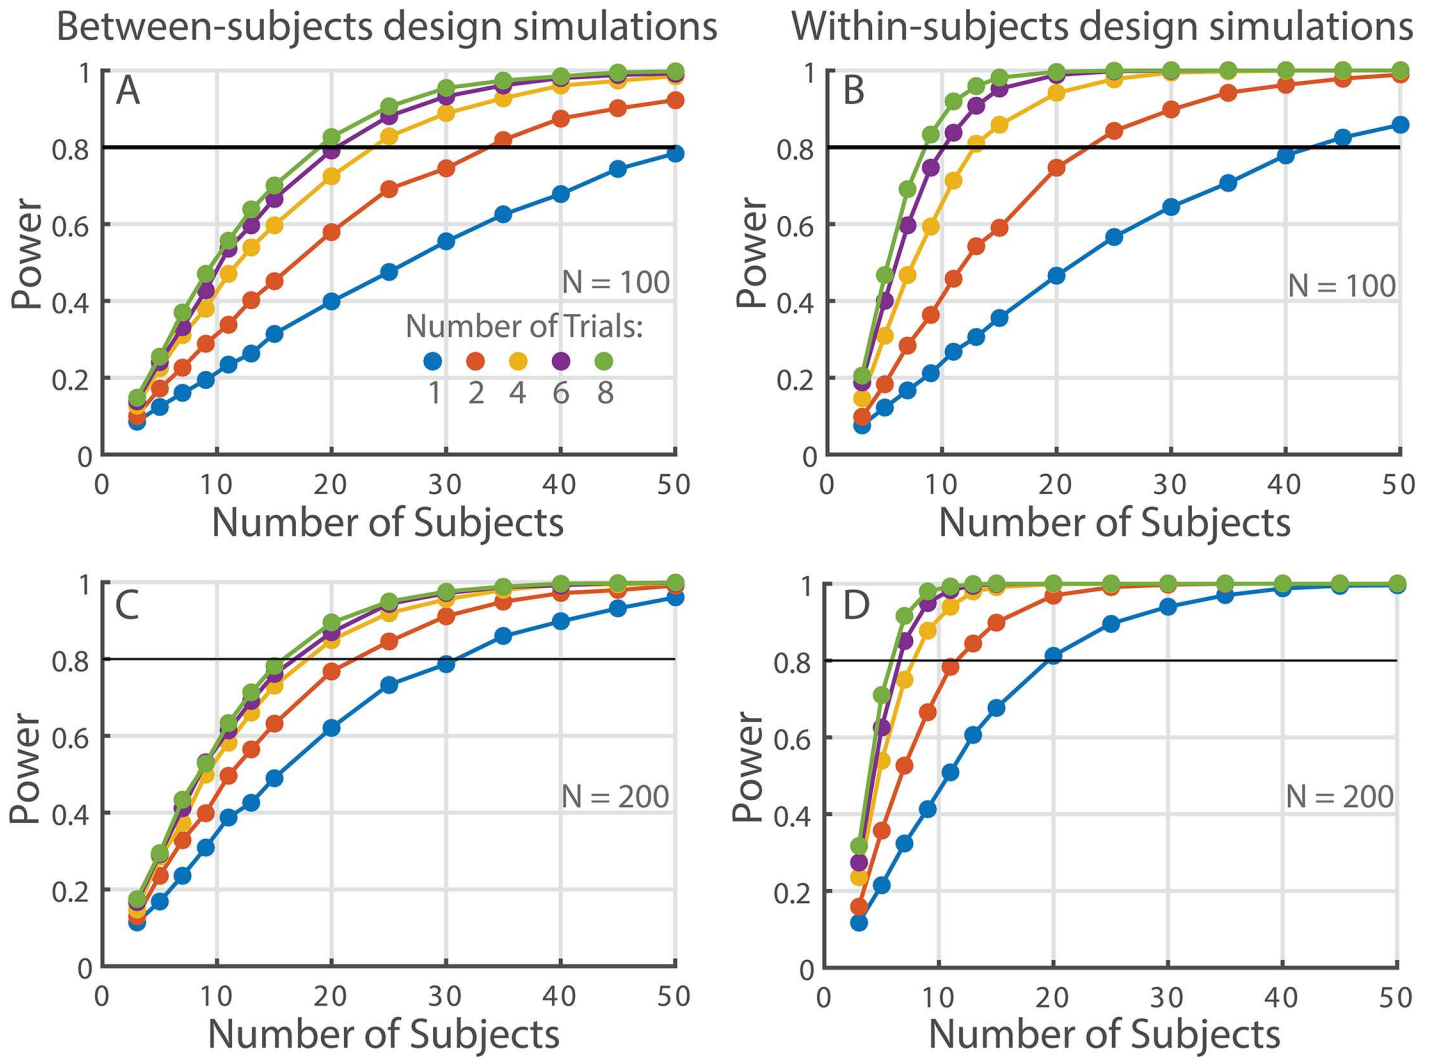 Between-subjects design simulations
Within-subjects design simulations
A
1
0.8
0.6
0.4
0.2
0
Power
N = 100
Number of Trials:
1 2 4 6 8
0 10 20 30 40 50
Number of Subjects
B
1
0.8
0.6
0.4
0.2
0
Power
N = 100
0 10 20 30 40 50
Number of Subjects
C
1
0.8
0.6
0.4
0.2
0
Power
N = 200
0 10 20 30 40 50
Number of Subjects
D
1
0.8
0.6
0.4
0.2
0
Power
N = 200
0 10 20 30 40 50
Number of Subjects